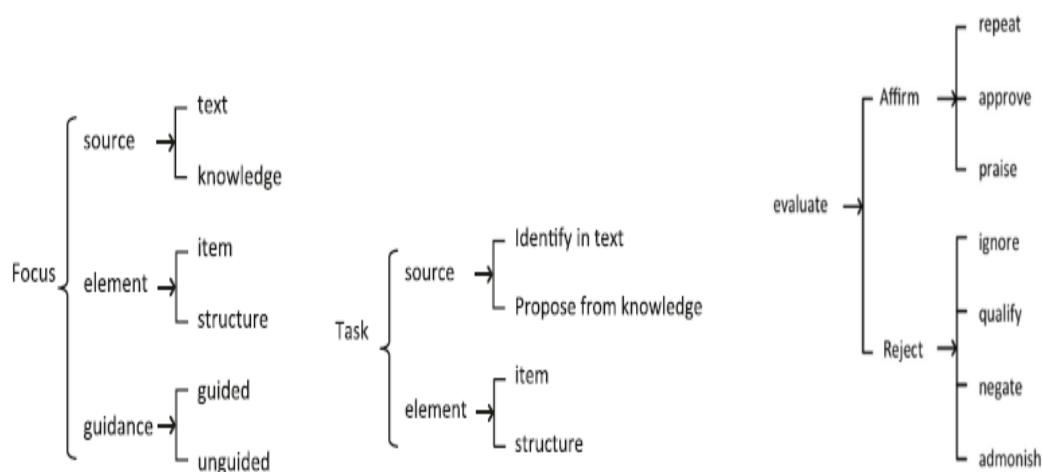 Focus
source
text
knowledge
element
item
structure
guidance
guided
unguided
Task
source
Identify in text
Propose from knowledge
element
item
structure
evaluate
Affirm
repeat
approve
praise
Reject
ignore
qualify
negate
admonish